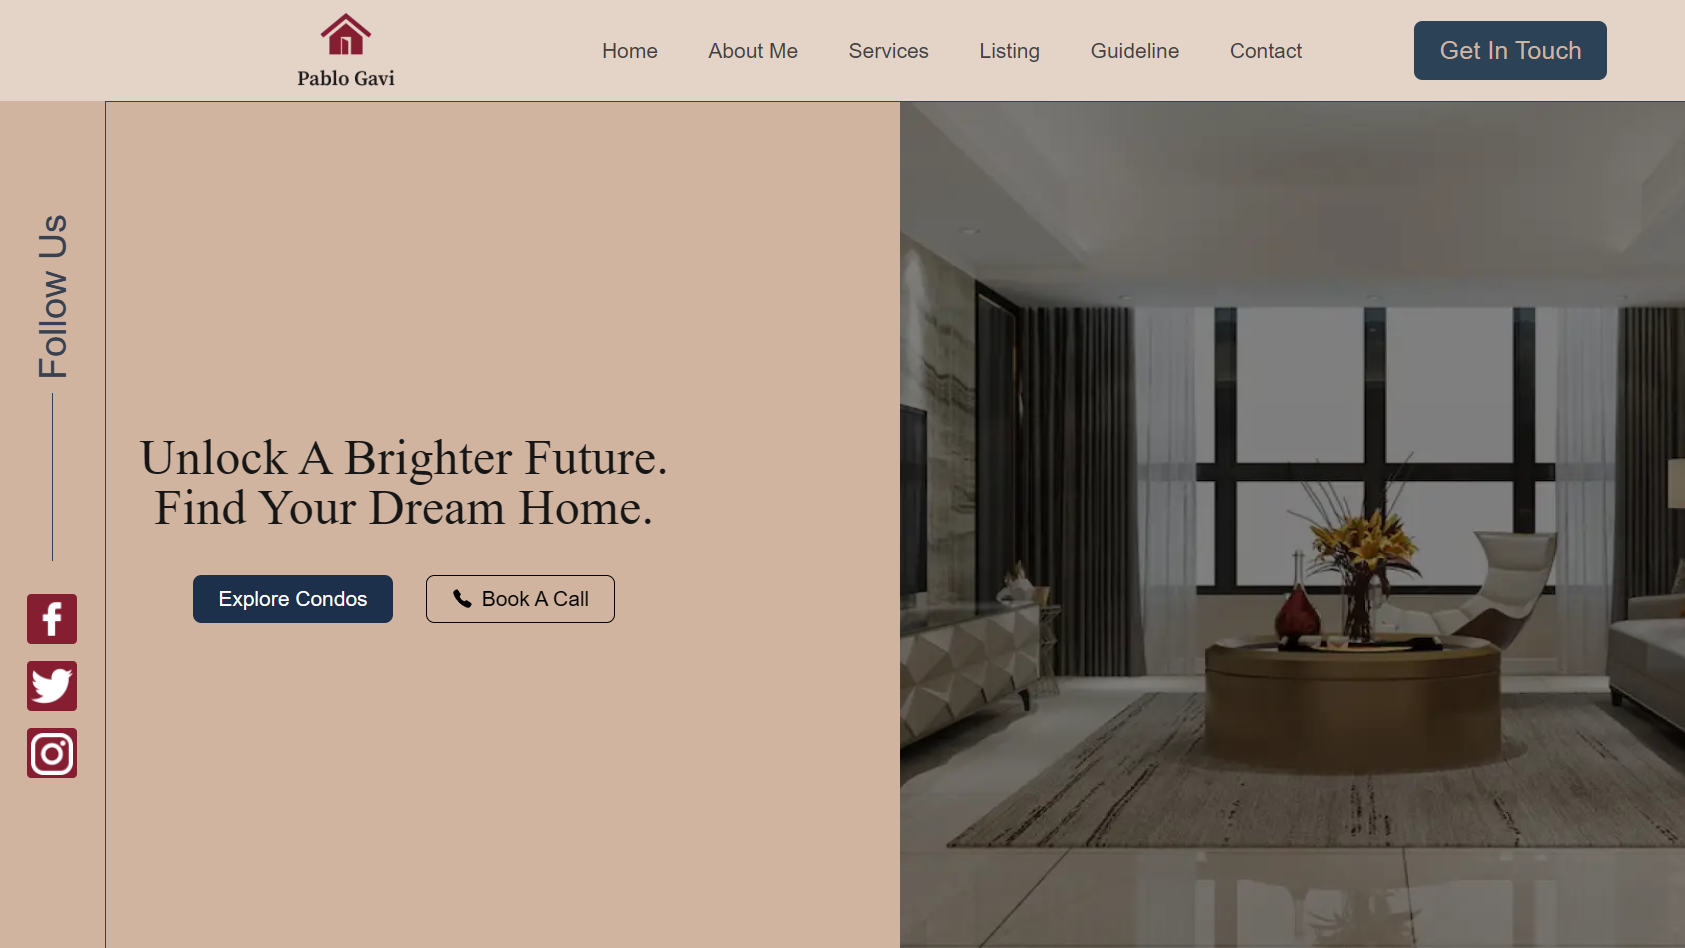 Pablo Gavi
Home
About Me
Services
Listing
Guideline
Contact
Get In Touch
Follow Us
Unlock A Brighter Future.
Find Your Dream Home.
Explore Condos
Book A Call